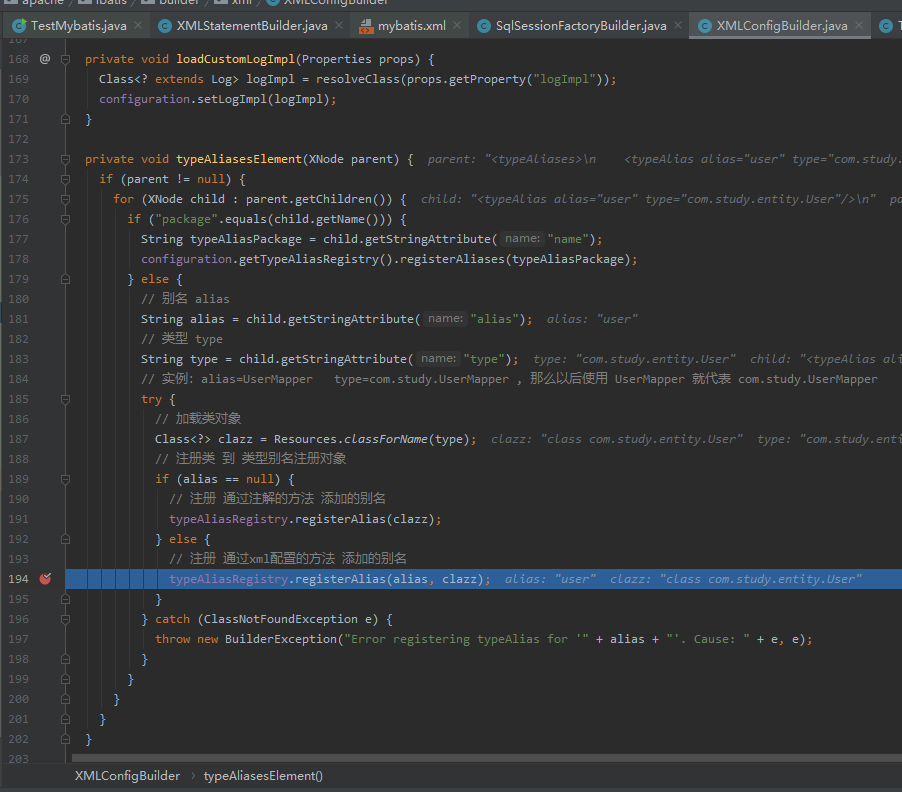 apache ibatis builder xml XMLConfigBuilder
TestMybatis.java XMLStatementBuilder.java mybatis.xml SqlSessionFactoryBuilder.java XMLConfigBuilder.java
167
168 @ private void loadCustomLogImpl(Properties props) {
169 Class<? extends Log> logImpl = resolveClass(props.getProperty("logImpl"));
170 configuration.setLogImpl(logImpl);
171 }
172
173 private void typeAliasesElement(XNode parent) { parent: "<typeAliases>\n <typeAlias alias="user" type="com.study.
174 if (parent != null) {
175 for (XNode child : parent.getChildren()) { child: "<typeAlias alias="user" type="com.study.entity.User"/>\n" pa
176 if ("package".equals(child.getName())) {
177 String typeAliasPackage = child.getStringAttribute( name: "name");
178 configuration.getTypeAliasRegistry().registerAliases(typeAliasPackage);
179 } else {
180 // 别名 alias
181 String alias = child.getStringAttribute( name: "alias"); alias: "user"
182 // 类型 type
183 String type = child.getStringAttribute( name: "type"); type: "com.study.entity.User" child: "<typeAlias ali
184 // 实例: alias=UserMapper type=com.study.UserMapper , 那么以后使用 UserMapper 就代表 com.study.UserMapper
185 try {
186 // 加载类对象
187 Class<?> clazz = Resources.classForName(type); clazz: "class com.study.entity.User" type: "com.study.enti
188 // 注册类 到 类型别名注册对象
189 if (alias == null) {
190 // 注册 通过注解的方法 添加的别名
191 typeAliasRegistry.registerAlias(clazz);
192 } else {
193 // 注册 通过xml配置的方法 添加的别名
194 typeAliasRegistry.registerAlias(alias, clazz); alias: "user" clazz: "class com.study.entity.User"
195 }
196 } catch (ClassNotFoundException e) {
197 throw new BuilderException("Error registering typeAlias for '" + alias + "'. Cause: " + e, e);
198 }
199 }
200 }
201 }
202 }
203
XMLConfigBuilder › typeAliasesElement()